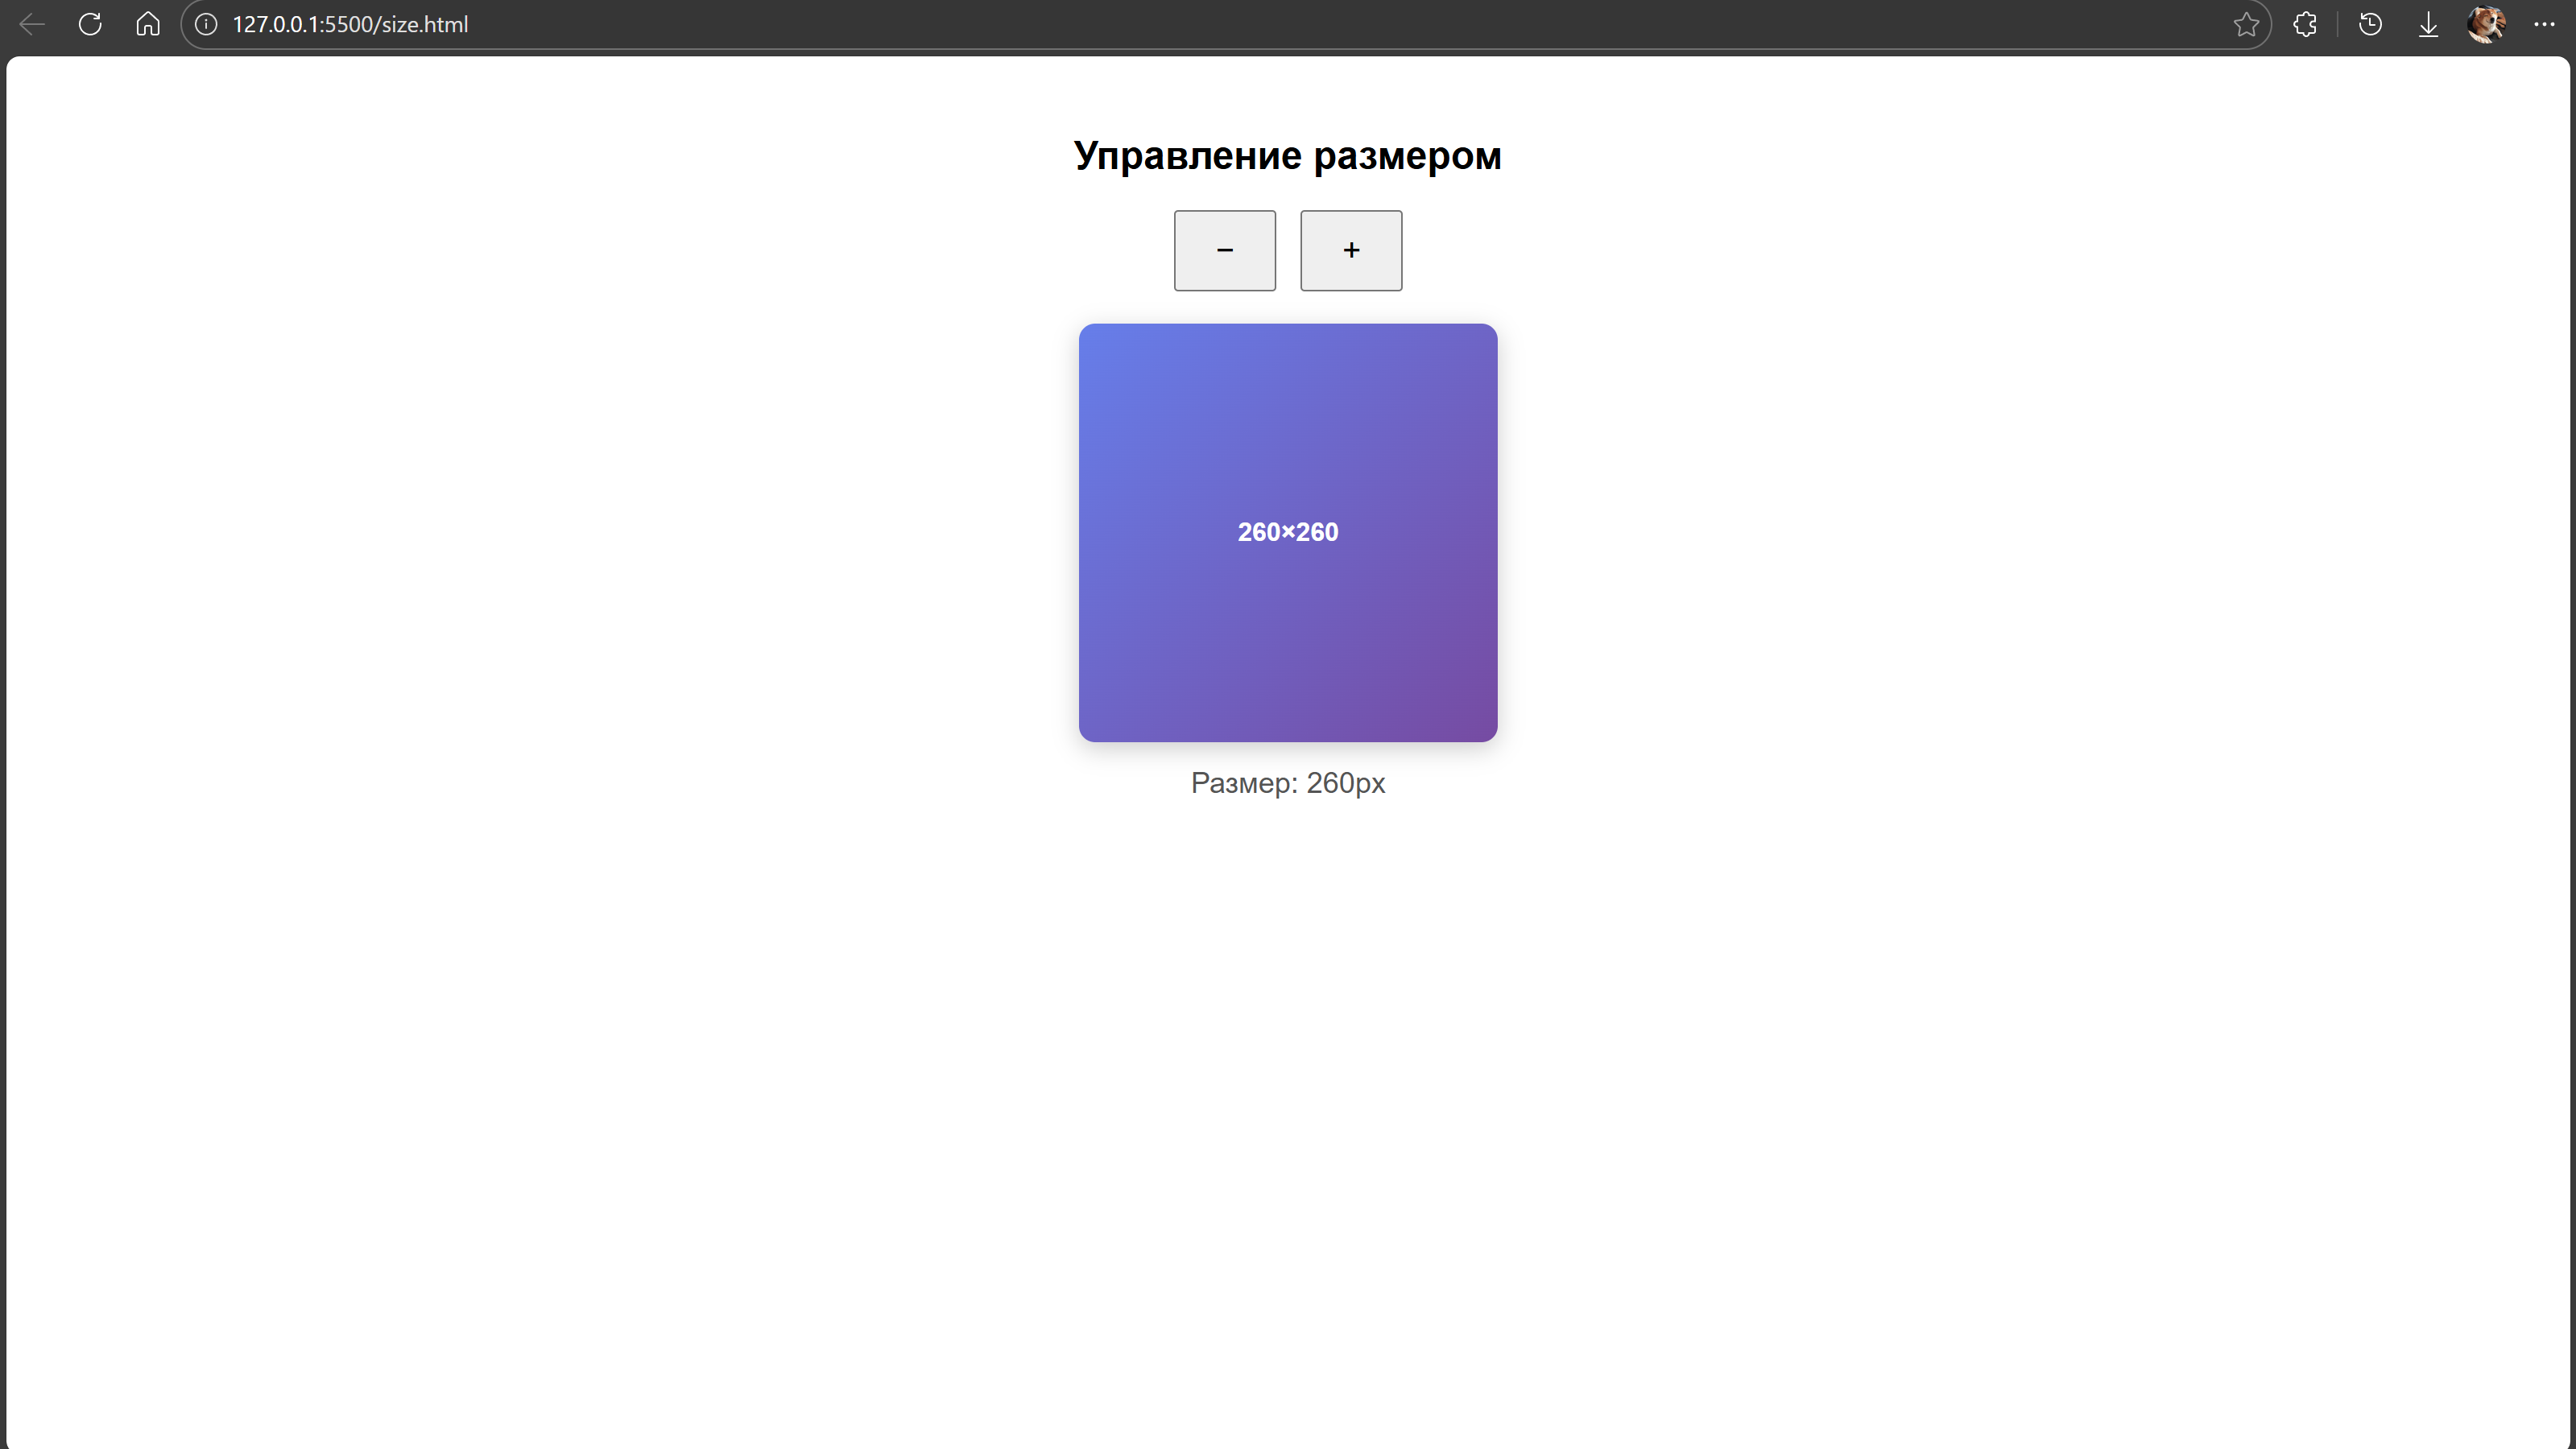 127.0.0.1:5500/size.html
Управление размером
− +
260×260
Размер: 260px